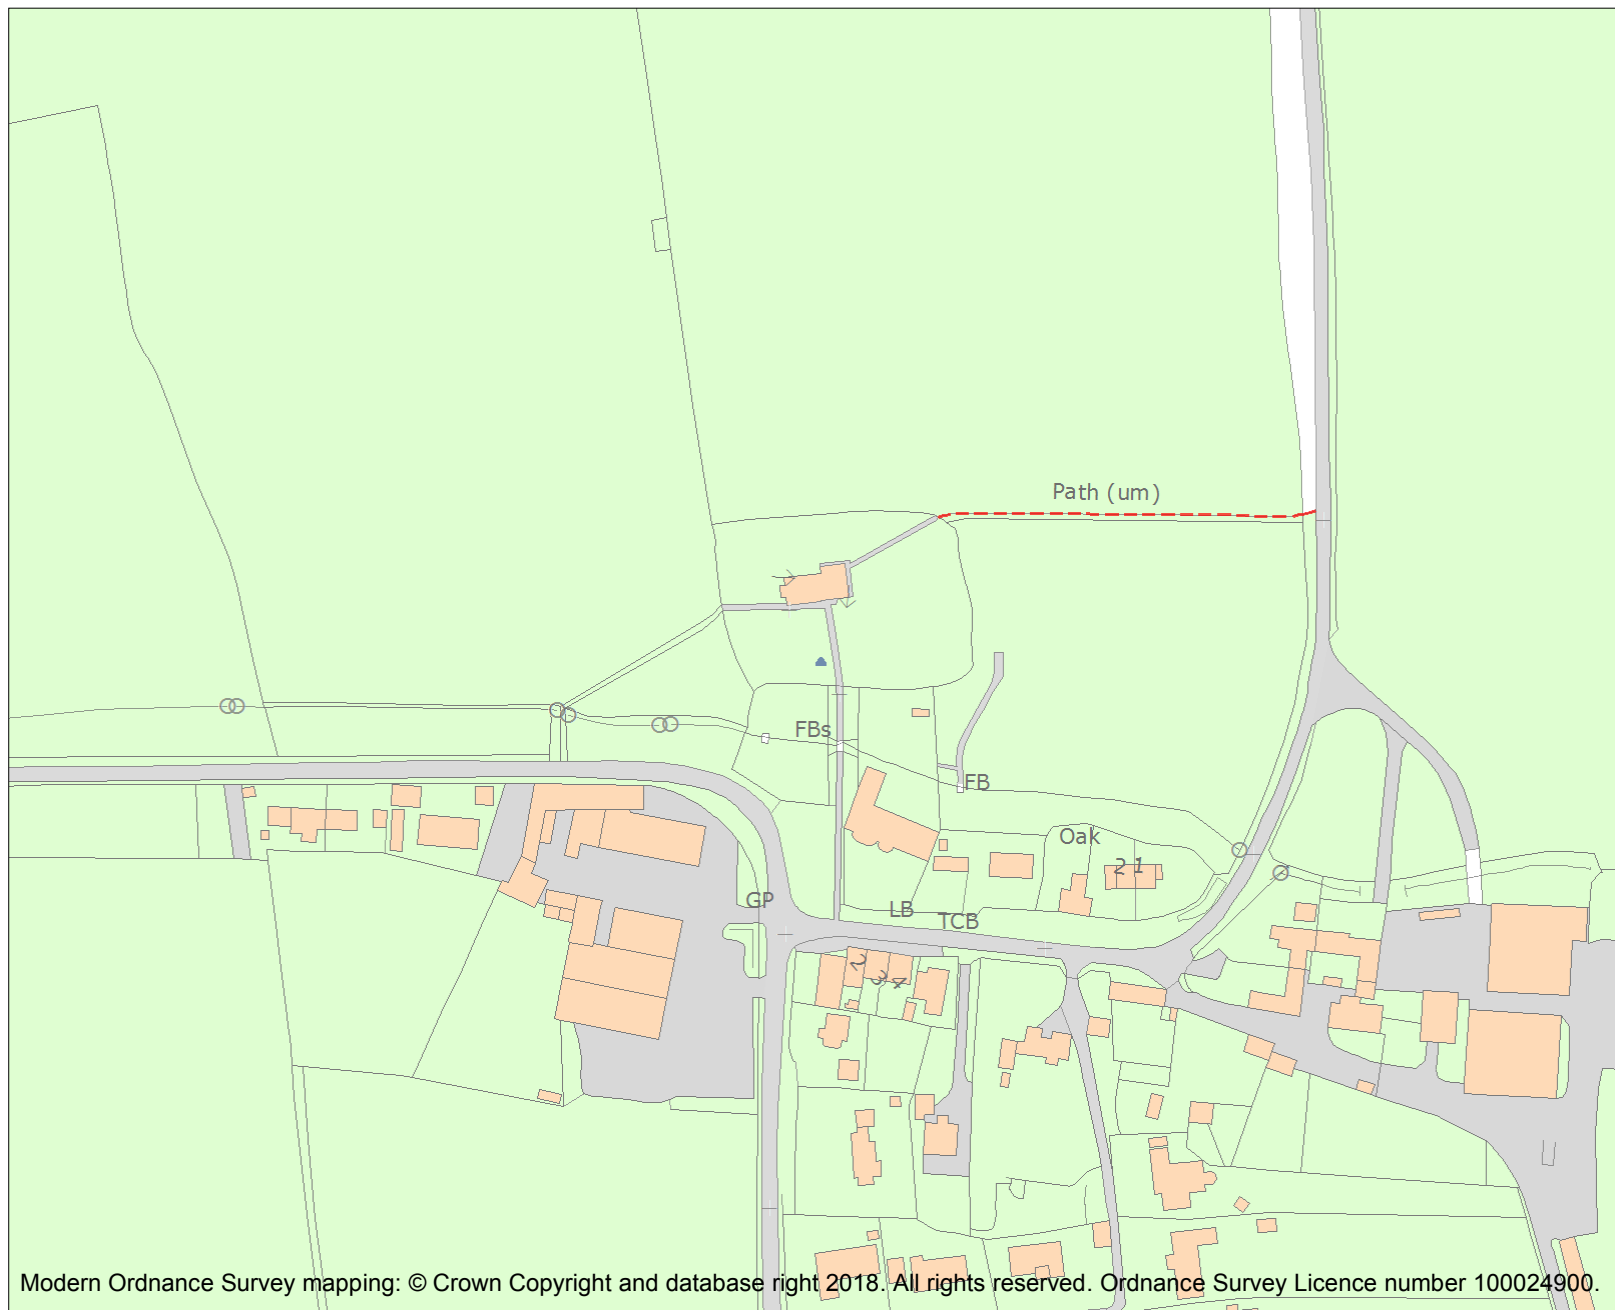 Path (um)
FBs
FB
Oak
2 1
GP
LB
TCB
2
3
4
Modern Ordnance Survey mapping: © Crown Copyright and database right 2018. All rights reserved. Ordnance Survey Licence number 100024900.